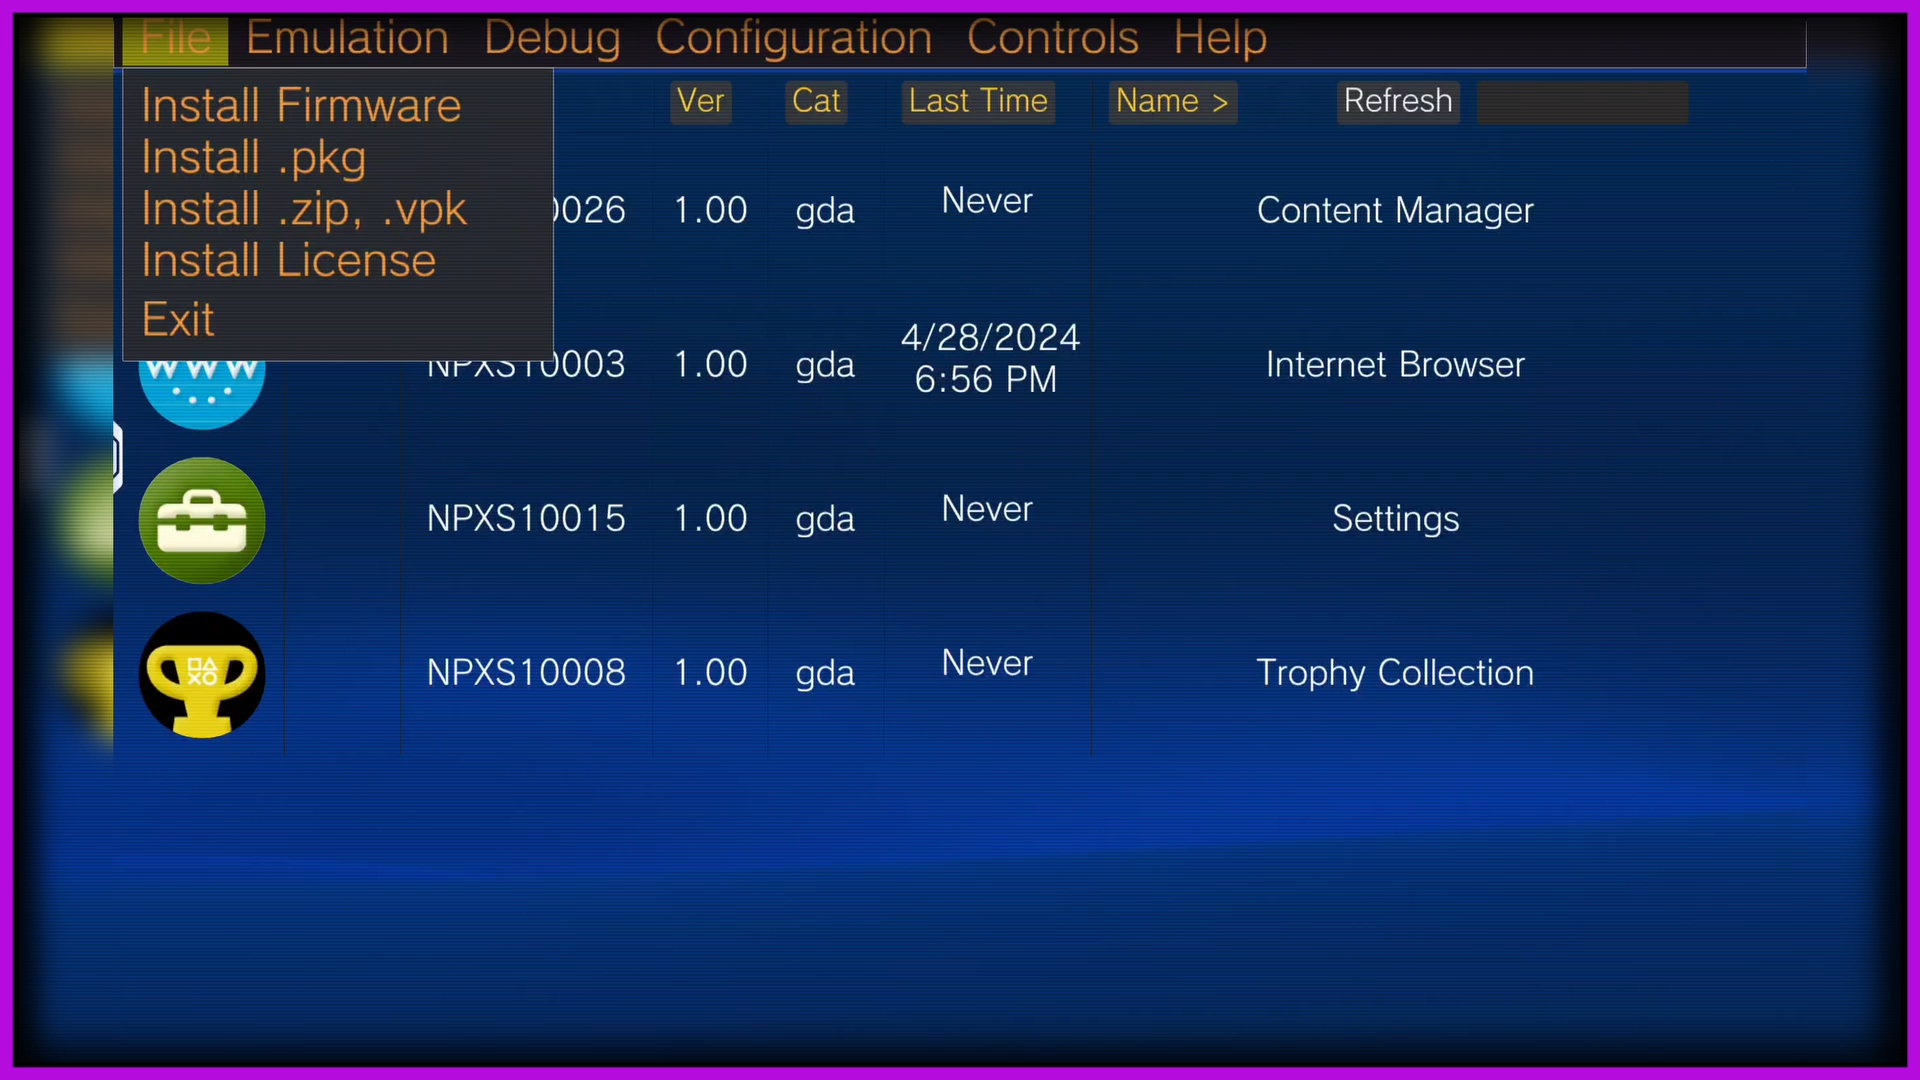 File Emulation Debug Configuration Controls Help
Install Firmware
Install .pkg
Install .zip, .vpk
Install License
Exit
Ver Cat Last Time Name > Refresh
0026 1.00 gda Never Content Manager
WWW NPXS10003 1.00 gda 4/28/2024 6:56 PM Internet Browser
NPXS10015 1.00 gda Never Settings
NPXS10008 1.00 gda Never Trophy Collection